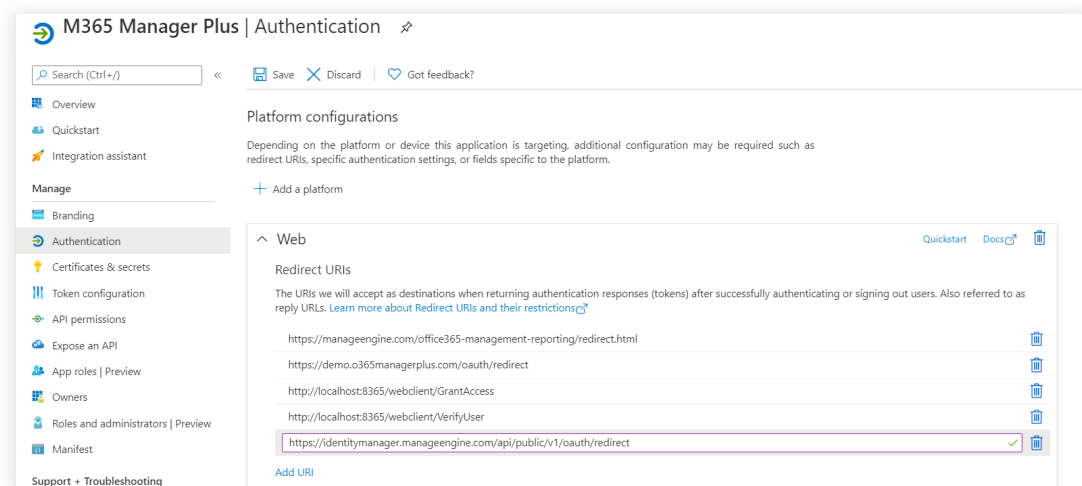 M365 Manager Plus | Authentication
Search (Ctrl+/)
«
Save
Discard
Got feedback?
Overview
Quickstart
Integration assistant
Manage
Branding
Authentication
Certificates & secrets
Token configuration
API permissions
Expose an API
App roles | Preview
Owners
Roles and administrators | Preview
Manifest
Support + Troubleshooting
Platform configurations
Depending on the platform or device this application is targeting, additional configuration may be required such as
redirect URIs, specific authentication settings, or fields specific to the platform.
Add a platform
Web
Quickstart
Docs
Redirect URIs
The URIs we will accept as destinations when returning authentication responses (tokens) after successfully authenticating or signing out users. Also referred to as
reply URLs. Learn more about Redirect URIs and their restrictions
https://manageengine.com/office365-management-reporting/redirect.html
https://demo.o365managerplus.com/oauth/redirect
http://localhost:8365/webclient/GrantAccess
http://localhost:8365/webclient/VerifyUser
https://identitymanager.manageengine.com/api/public/v1/oauth/redirect
Add URI